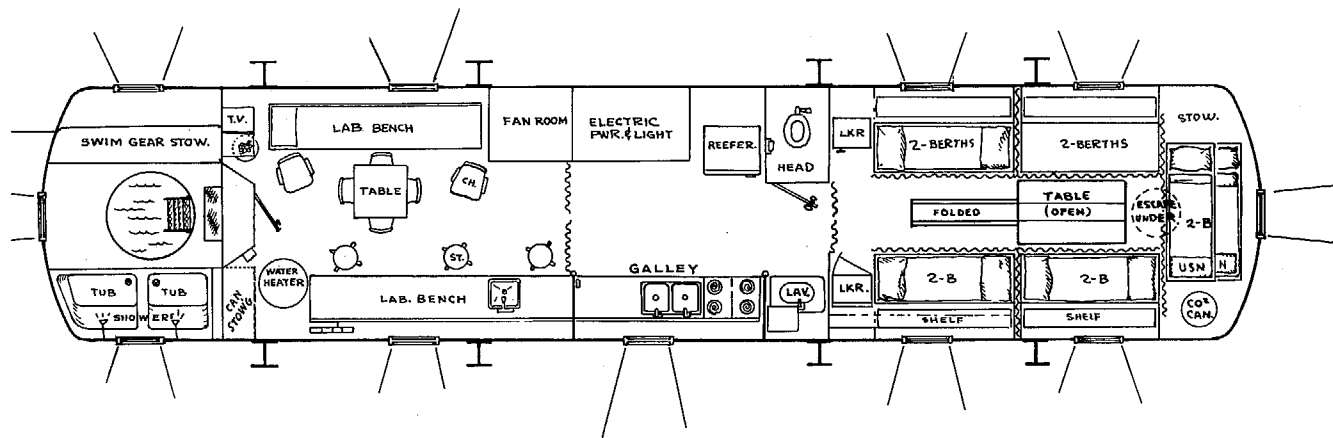 SWIM GEAR STOW.
T.V.
LAB. BENCH
FAN ROOM
ELECTRIC
PWR. & LIGHT
REEFER.
HEAD
LKR
2-BERTHS
2-BERTHS
STOW.
TABLE
CH.
TABLE
(OPEN)
FOLDED
ESCAPE
UNDER
2-B
USN
N
ST.
WATER
HEATER
GALLEY
TUB
TUB
SHOWERS
CAN
STOWG
LAB. BENCH
LAV.
LKR.
2-B
2-B
SHELF
SHELF
CO2
CAN.